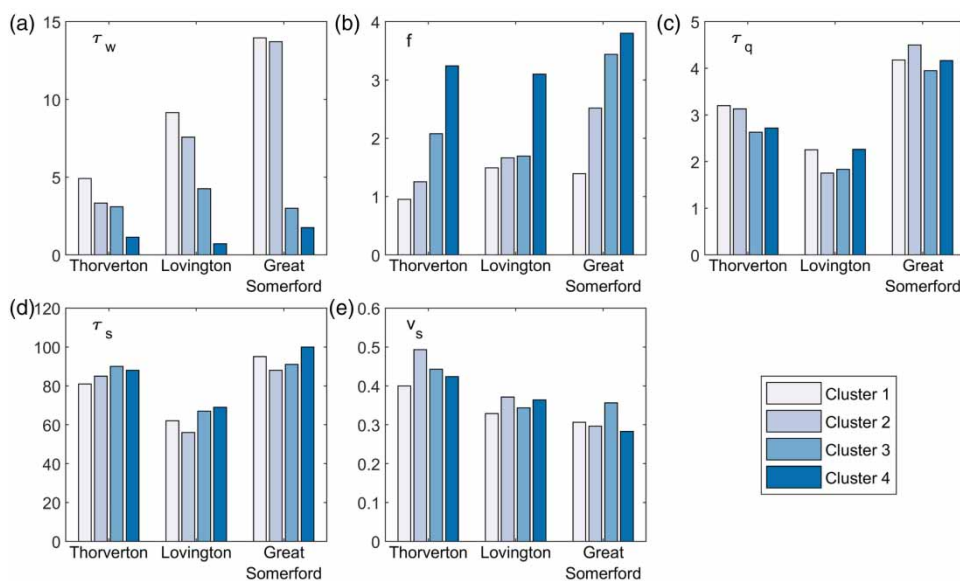 (a)
15
10
5
0
τ w
Thorverton Lovington Great
Somerford
(b)
4
3
2
1
0
f
Thorverton Lovington Great
Somerford
(c)
5
4
3
2
1
0
τ q
Thorverton Lovington Great
Somerford
(d)
120
100
80
60
40
20
0
τ s
Thorverton Lovington Great
Somerford
(e)
0.6
0.5
0.4
0.3
0.2
0.1
0
v s
Thorverton Lovington Great
Somerford
Cluster 1
Cluster 2
Cluster 3
Cluster 4